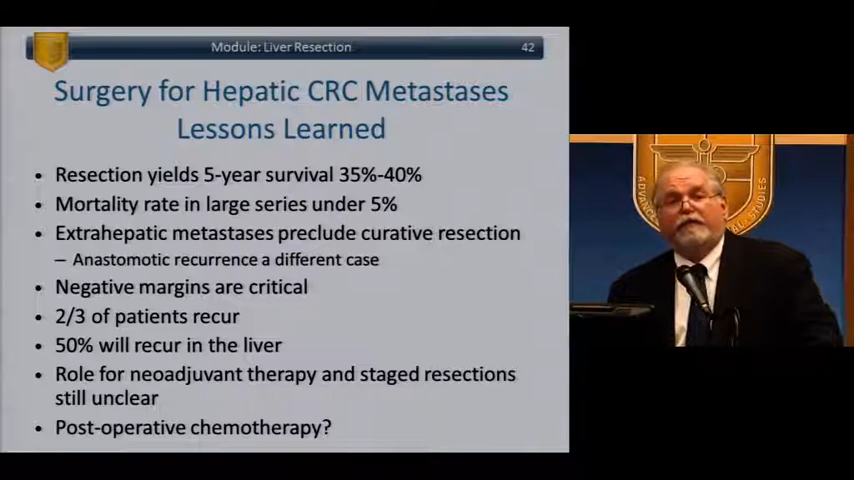 Module: Liver Resection
42
Surgery for Hepatic CRC Metastases
Lessons Learned
• Resection yields 5-year survival 35%-40%
• Mortality rate in large series under 5%
• Extrahepatic metastases preclude curative resection
– Anastomotic recurrence a different case
• Negative margins are critical
• 2/3 of patients recur
• 50% will recur in the liver
• Role for neoadjuvant therapy and staged resections
still unclear
• Post-operative chemotherapy?